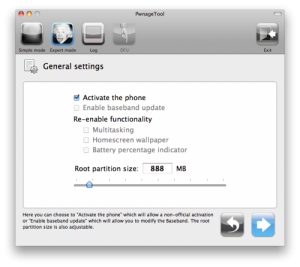 PwnageTool
Simple mode
Expert mode
Log
DFU
Exit
General settings
Activate the phone
Enable baseband update
Re-enable functionality
Multitasking
Homescreen wallpaper
Battery percentage indicator
Root partition size: 888 MB
Here you can choose to "Activate the phone" which will allow a non-official activation
or "Enable baseband update" which will allow you to modify the Baseband. The root
partition size is also adjustable.